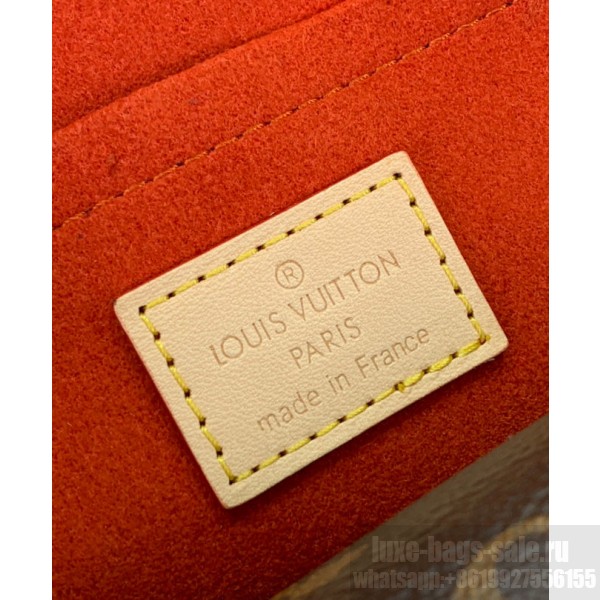 ®
LOUIS VUITTON
PARIS
made in France
luxe-bags-sale.ru
whatsapp:+8619927556155